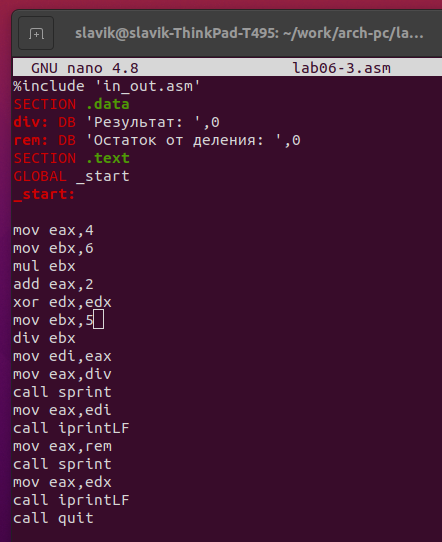 slavik@slavik-ThinkPad-T495: ~/work/arch-pc/la...
GNU nano 4.8 lab06-3.asm
%include 'in_out.asm'
SECTION .data
div: DB 'Результат: ',0
rem: DB 'Остаток от деления: ',0
SECTION .text
GLOBAL _start
_start:
mov eax,4
mov ebx,6
mul ebx
add eax,2
xor edx,edx
mov ebx,5
div ebx
mov edi,eax
mov eax,div
call sprint
mov eax,edi
call iprintLF
mov eax,rem
call sprint
mov eax,edx
call iprintLF
call quit